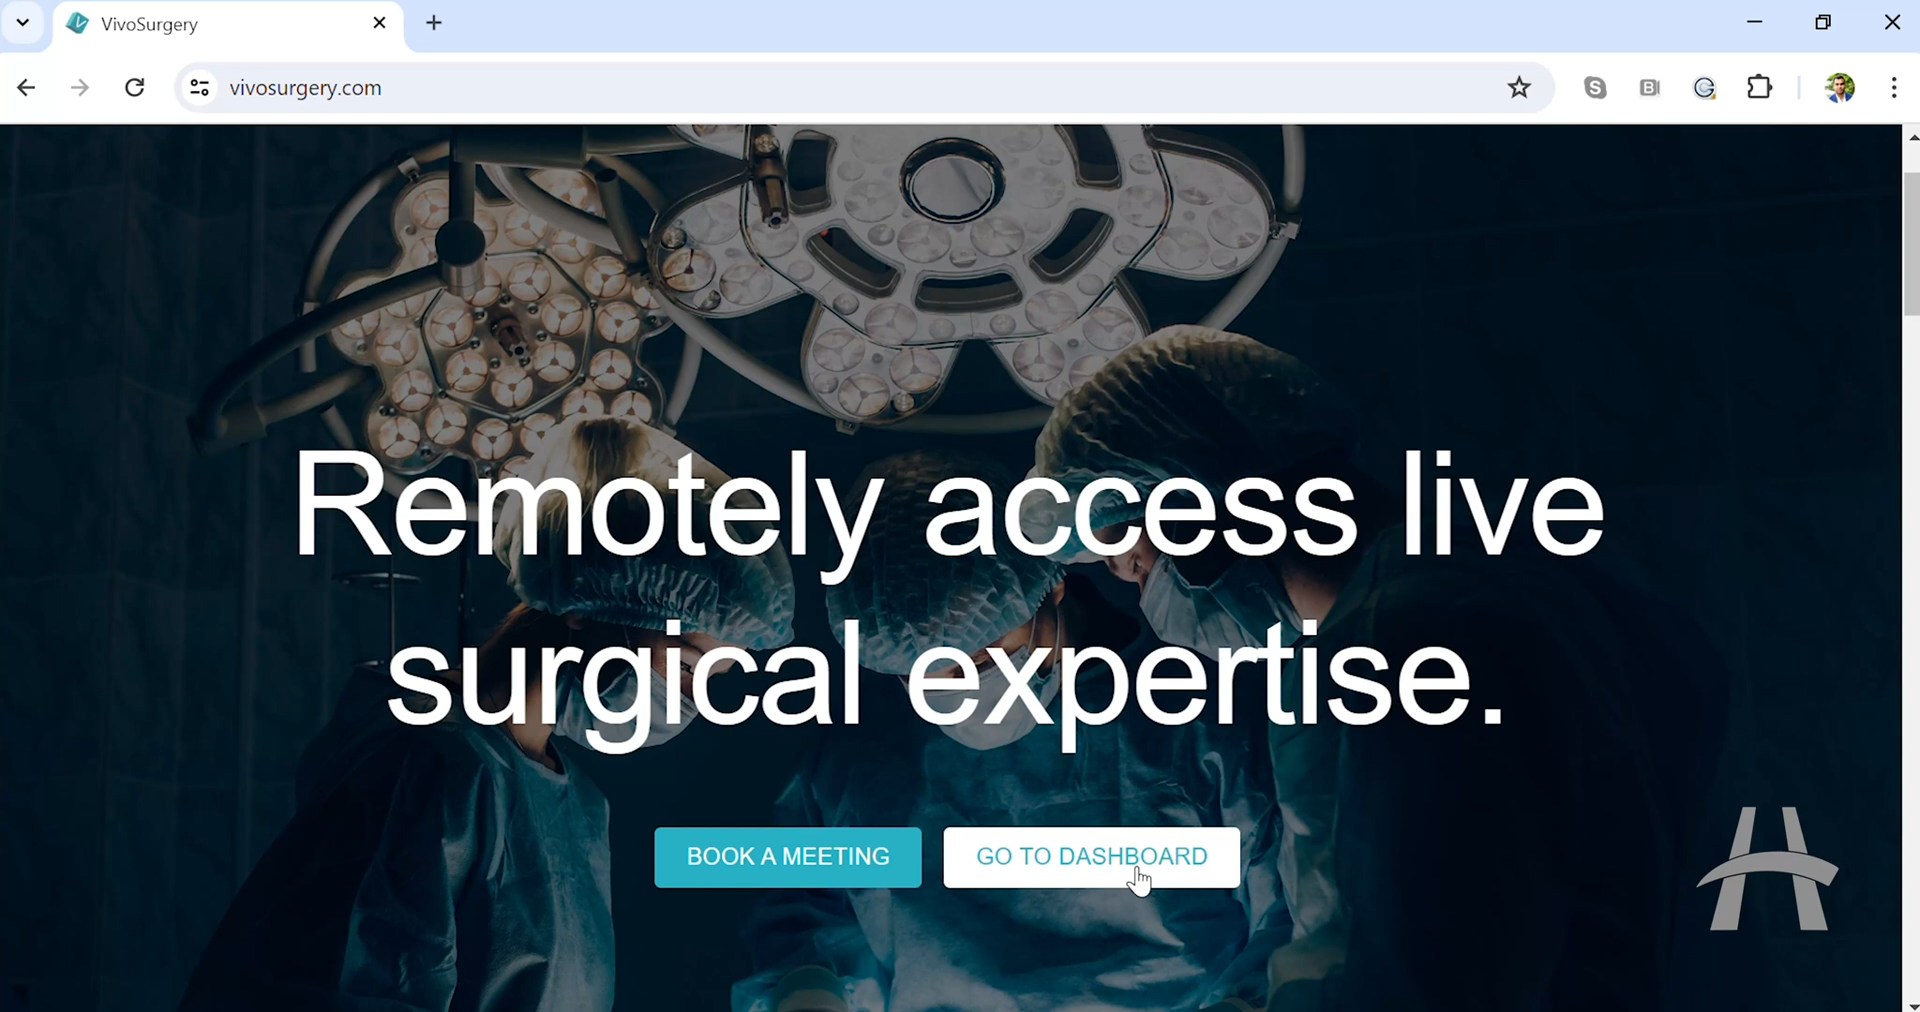 VivoSurgery
vivosurgery.com
Remotely access live
surgical expertise.
BOOK A MEETING
GO TO DASHBOARD